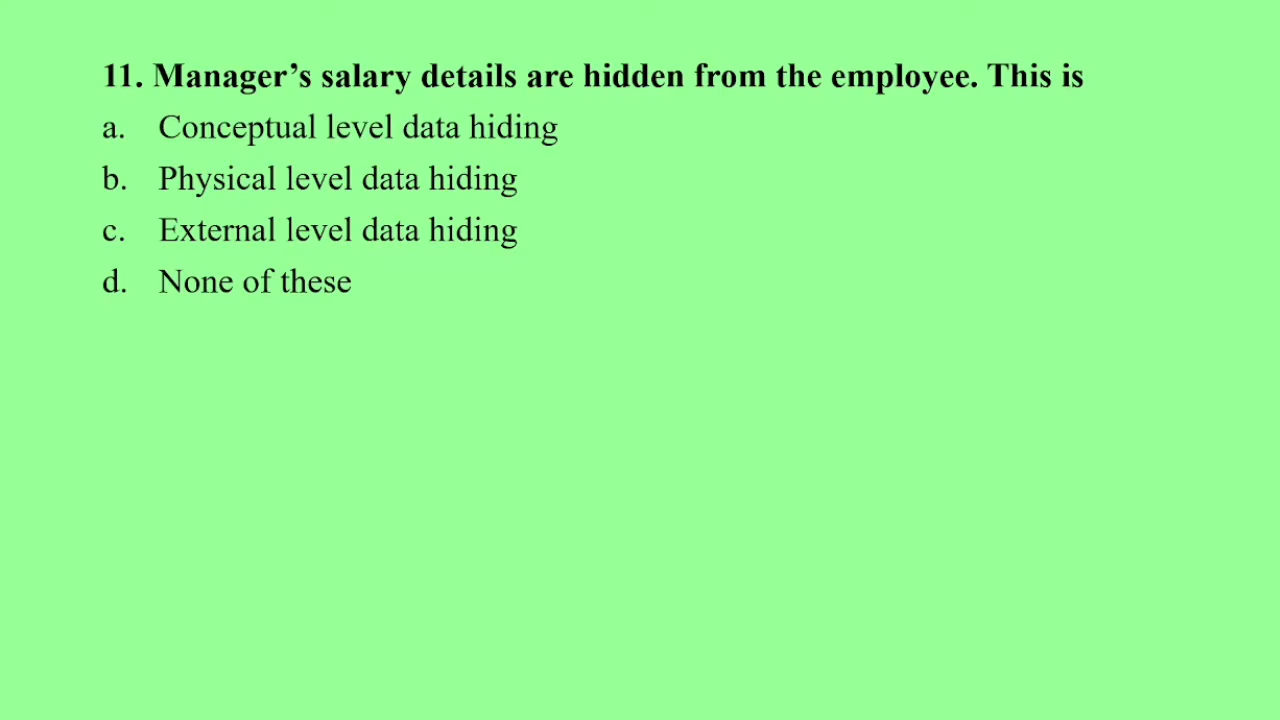 11. Manager’s salary details are hidden from the employee. This is
a. Conceptual level data hiding
b. Physical level data hiding
c. External level data hiding
d. None of these